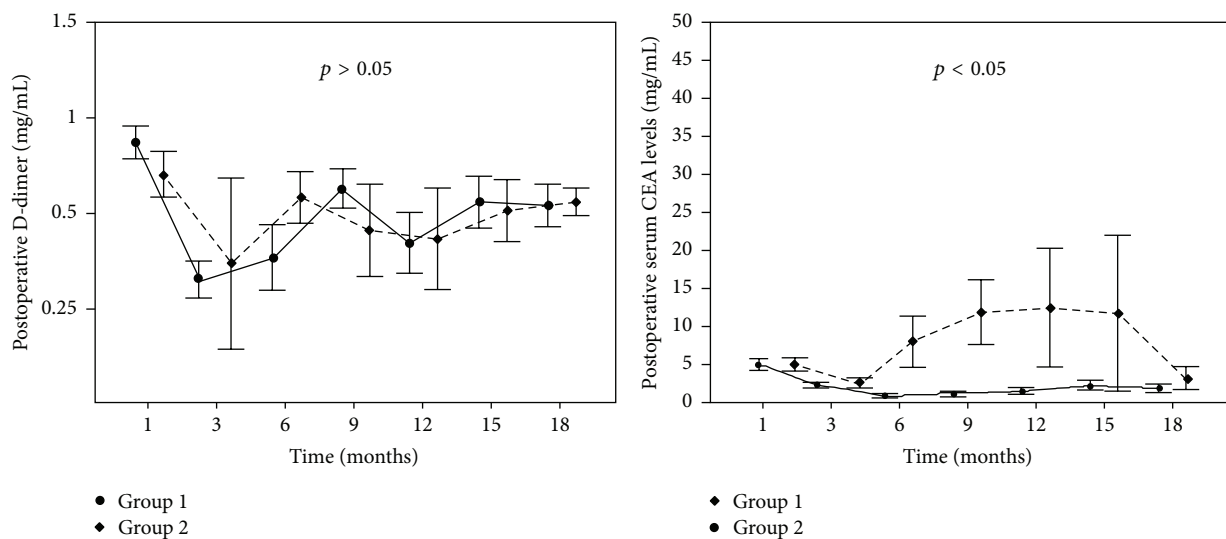 Postoperative D-dimer (mg/mL)
1.5
1
0.5
0.25
p > 0.05
1 3 6 9 12 15 18
Time (months)
Group 1
Group 2
Postoperative serum CEA levels (mg/mL)
50
45
40
35
30
25
20
15
10
5
0
p < 0.05
1 3 6 9 12 15 18
Time (months)
Group 1
Group 2